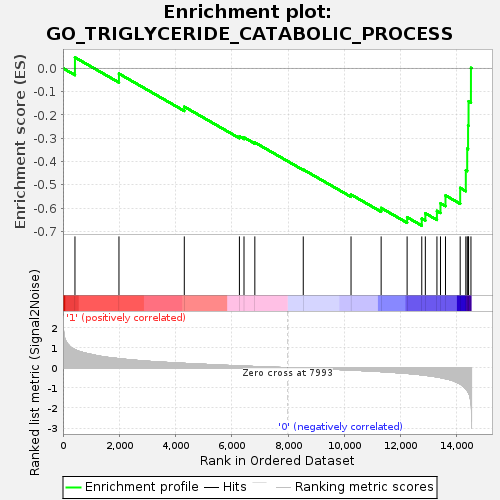 Enrichment plot:
GO_TRIGLYCERIDE_CATABOLIC_PROCESS
Enrichment score (ES)
0.0
-0.1
-0.2
-0.3
-0.4
-0.5
-0.6
-0.7
'1' (positively correlated)
Ranked list metric (Signal2Noise)
2
1
0
-1
-2
-3
Zero cross at 7993
'0' (negatively correlated)
0
2,000
4,000
6,000
8,000
10,000
12,000
14,000
Rank in Ordered Dataset
Enrichment profile
Hits
Ranking metric scores